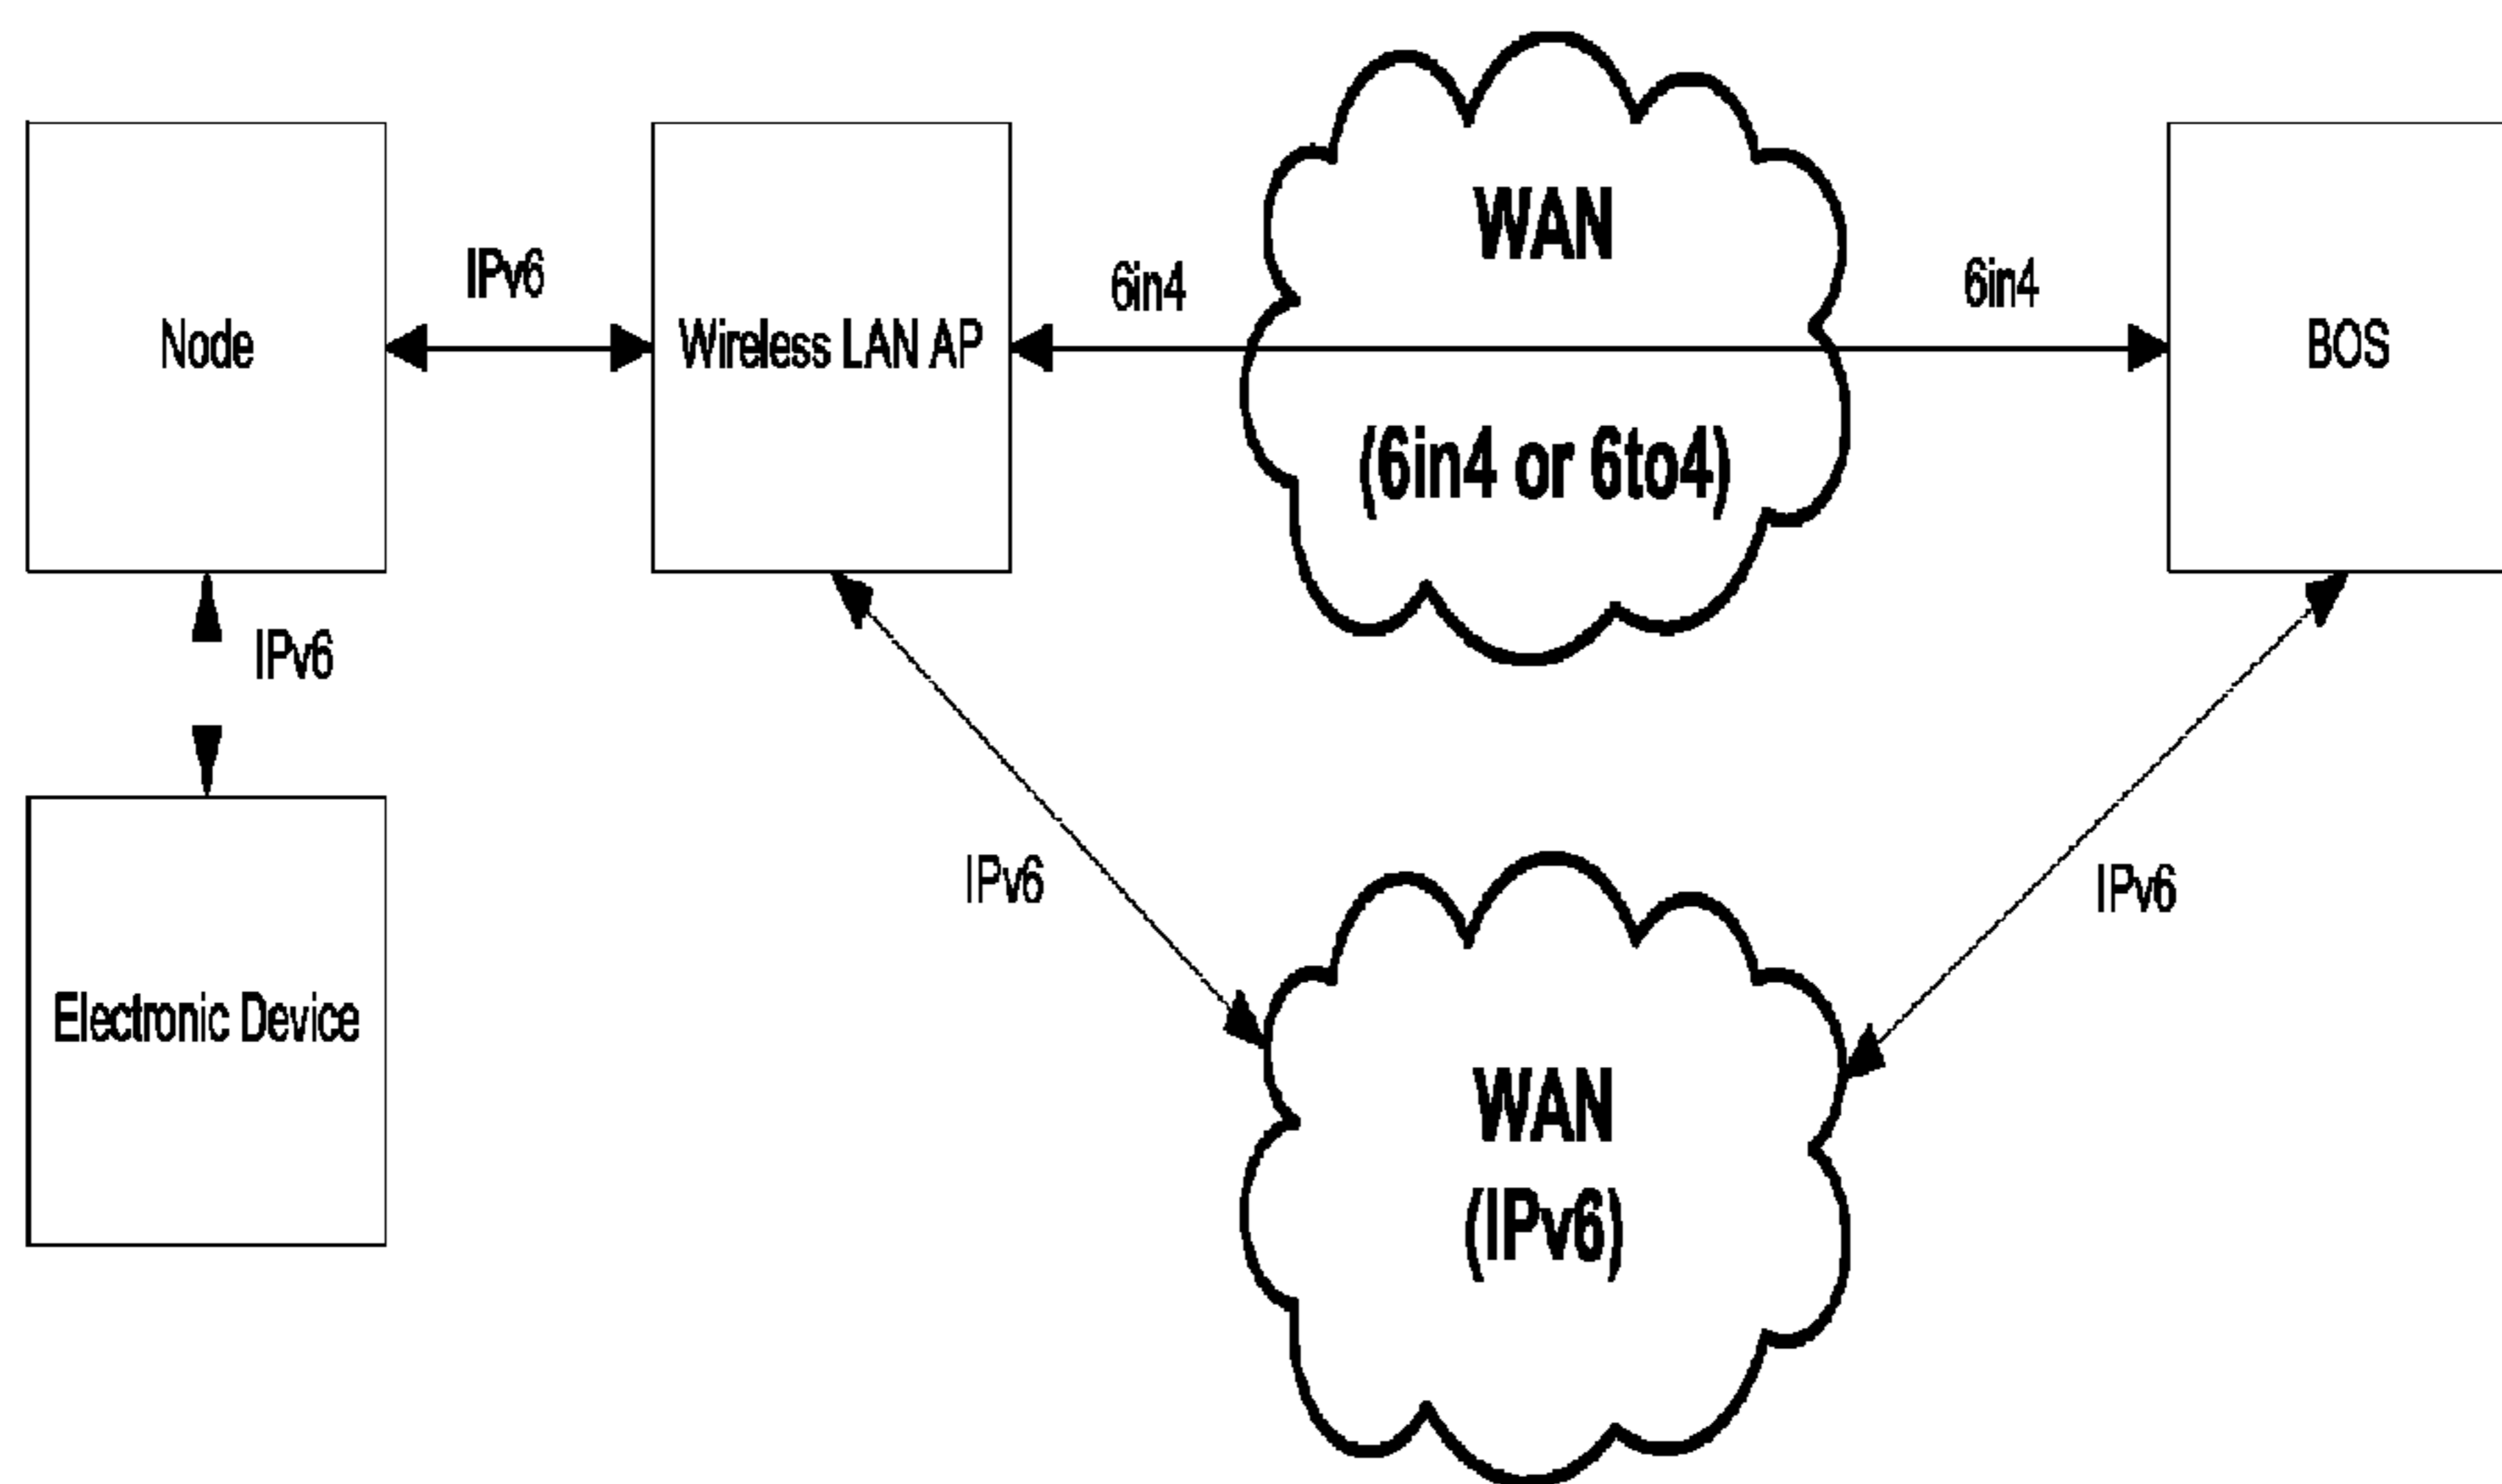 WAN
IPv6
6in4
6in4
Node
Wireless LAN AP
BOS
(6in4 or 6to4)
IPv6
IPv6
IPv6
Electronic Device
WAN
(IPv6)